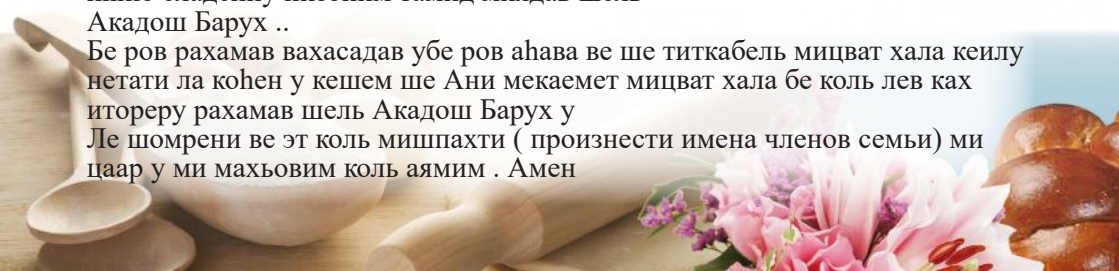 Акадош Барух ..
Бе ров рахамав вахасадав убе ров аhава ве ше титкабель мицват хала кеилу
нетати ла коhен у кешем ше Ани мекаемет мицват хала бе коль лев ках
итореру рахамав шель Акадош Барух у
Ле шомрени ве эт коль мишпахти ( произнести имена членов семьи) ми
цаар у ми махьовим коль аямим . Амен